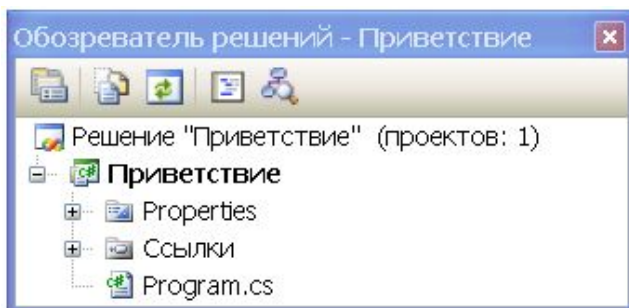 Обозреватель решений - Приветствие
Решение "Приветствие" (проектов: 1)
Приветствие
Properties
Ссылки
Program.cs